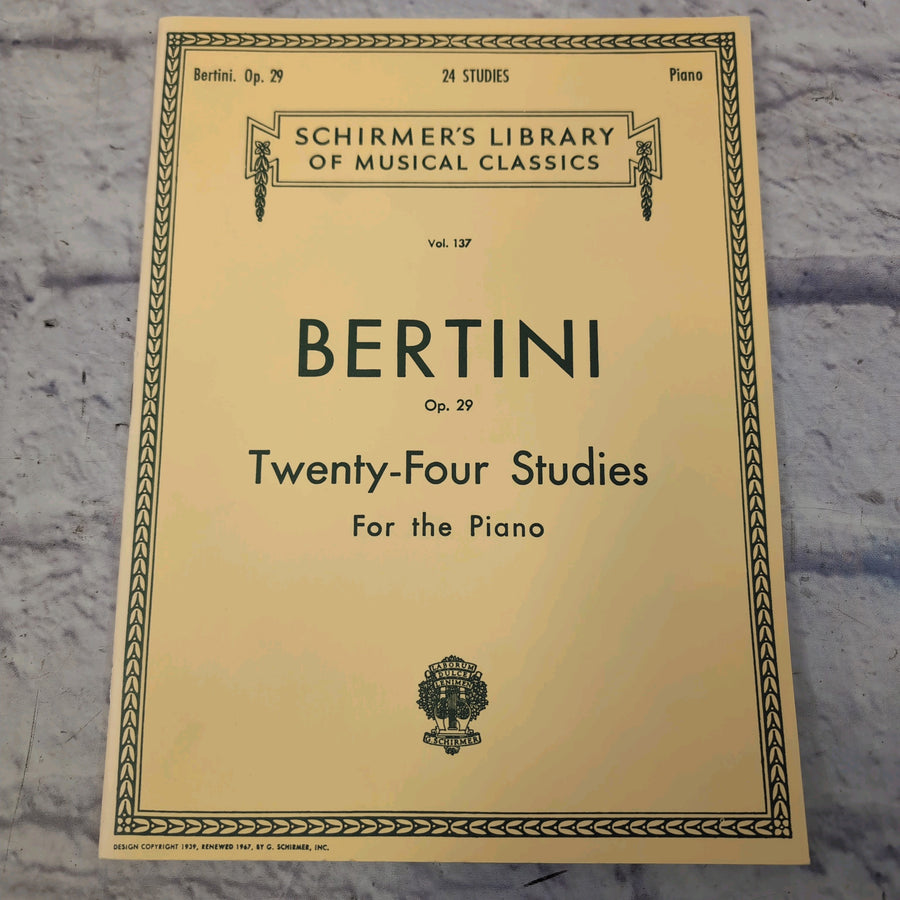 Bertini. Op. 29 24 STUDIES Piano
SCHIRMER'S LIBRARY
OF MUSICAL CLASSICS
Vol. 137
BERTINI
Op. 29
Twenty-Four Studies
For the Piano
LABORUM
DULCE
LENIMEN
G. SCHIRMER
DESIGN COPYRIGHT 1939, RENEWED 1967, BY G. SCHIRMER, INC.